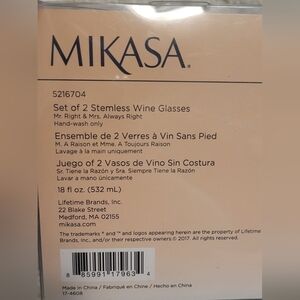 MIKASA®
5216704
Set of 2 Stemless Wine Glasses
Mr. Right & Mrs. Always Right
Hand-wash only
Ensemble de 2 Verres à Vin Sans Pied
M. A Raison et Mme. A Toujours Raison
Lavage à la main uniquement
Juego of 2 Vasos de Vino Sin Costura
Sr. Tiene la Razón y Sra. Siempre Tiene la Razón
Lavar a mano únicamente
18 fl oz. (532 mL)
Lifetime Brands, Inc.
22 Blake Street
Medford, MA 02155
mikasa.com
The trademarks ® and ™ and logos appearing herein are the property of Lifetime
Brands, Inc., and/or their respective owners © 2017. All rights reserved.
8 85991 17963 4
Made in China / Fabriqué en Chine / Hecho en China
17-4608